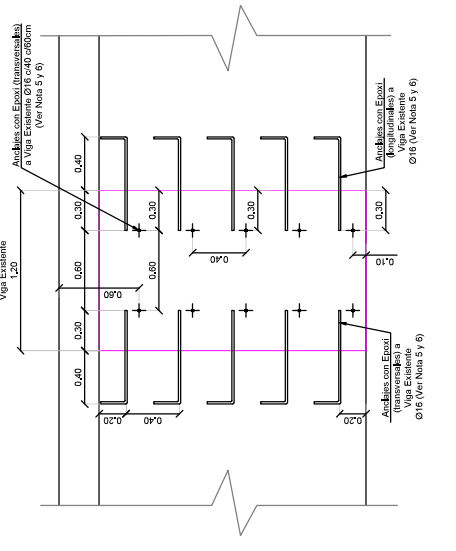 Anclajes con Epoxi (transversales)
a Viga Existente Ø16 c/40 c/60cm
(Ver Nota 5 y 6)
Viga Existente
1,20
0.40
0.30
0.60
0.30
0.40
0.60
0.30
0.60
0.40
0.30
0.30
0.10
0.20
0.40
0.20
Anclajes con Epoxi
(longitudinales) a
Viga Existente
Ø16 (Ver Nota 5 y 6)
Anclajes con Epoxi
(transversales) a
Viga Existente
Ø16 (Ver Nota 5 y 6)